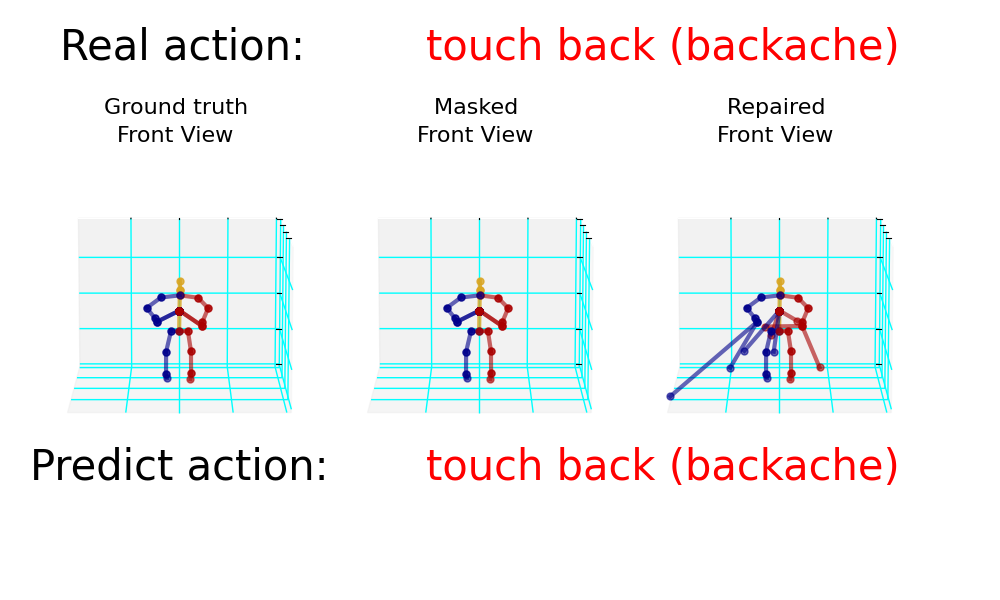 Real action: touch back (backache)
Ground truth Masked Repaired
Front View Front View Front View
Predict action: touch back (backache)